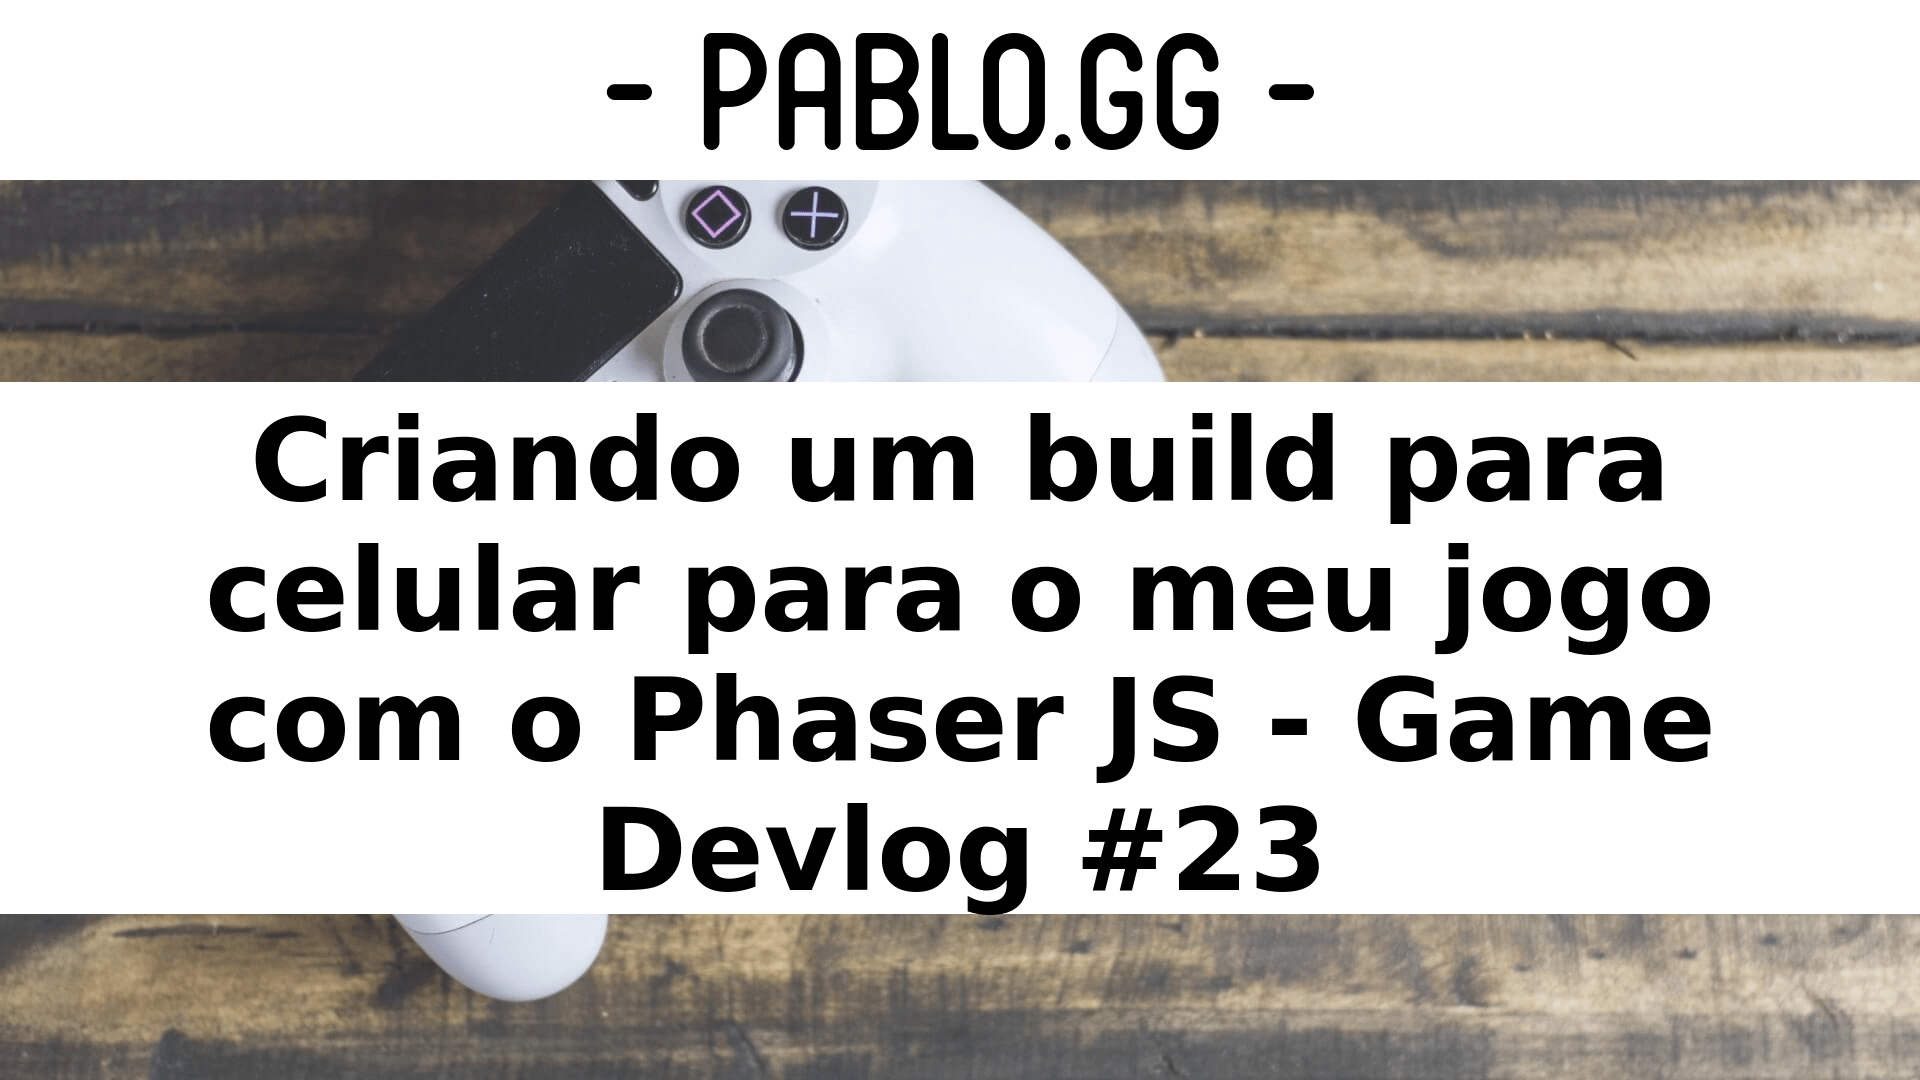 - PABLO.GG -
Criando um build para
celular para o meu jogo
com o Phaser JS - Game
Devlog #23